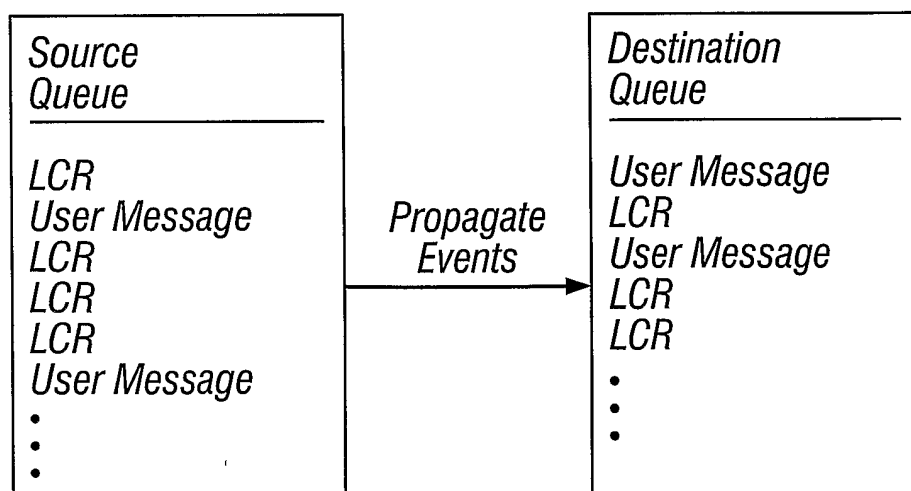 Source
Queue
LCR
User Message
LCR
LCR
LCR
User Message
Propagate
Events
Destination
Queue
User Message
LCR
User Message
LCR
LCR